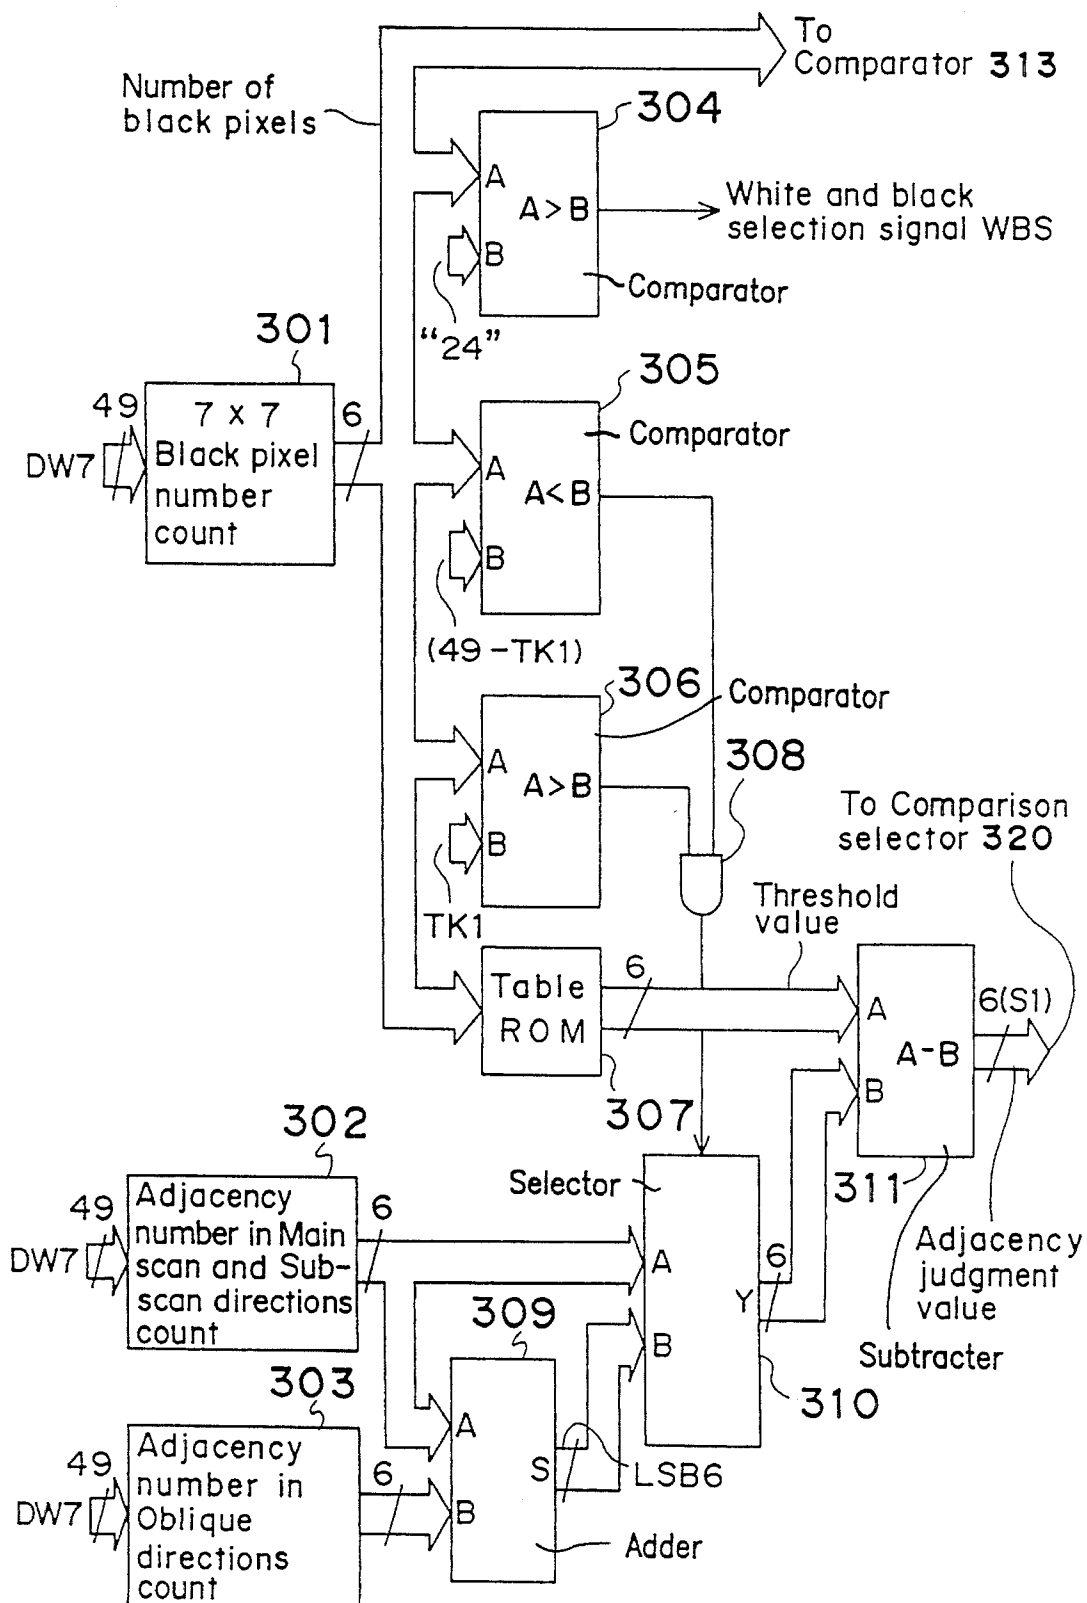 To
Comparator 313
Number of
black pixels
304
A
A>B
B
White and black
selection signal WBS
Comparator
"24"
301
49
DW7
7 x 7
Black pixel
number
count
6
305
Comparator
A
A<B
B
(49-TK1)
306
Comparator
A
A>B
B
TK1
308
To Comparison
selector 320
Threshold
value
Table
ROM
6
307
A
A-B
B
6(S1)
311
Adjacency
judgment
value
Subtracter
302
49
DW7
Adjacency
number in Main
scan and Sub-
scan directions
count
6
Selector
A
B
Y
6
310
309
A
B
S
LSB6
Adder
303
49
DW7
Adjacency
number in
Oblique
directions
count
6